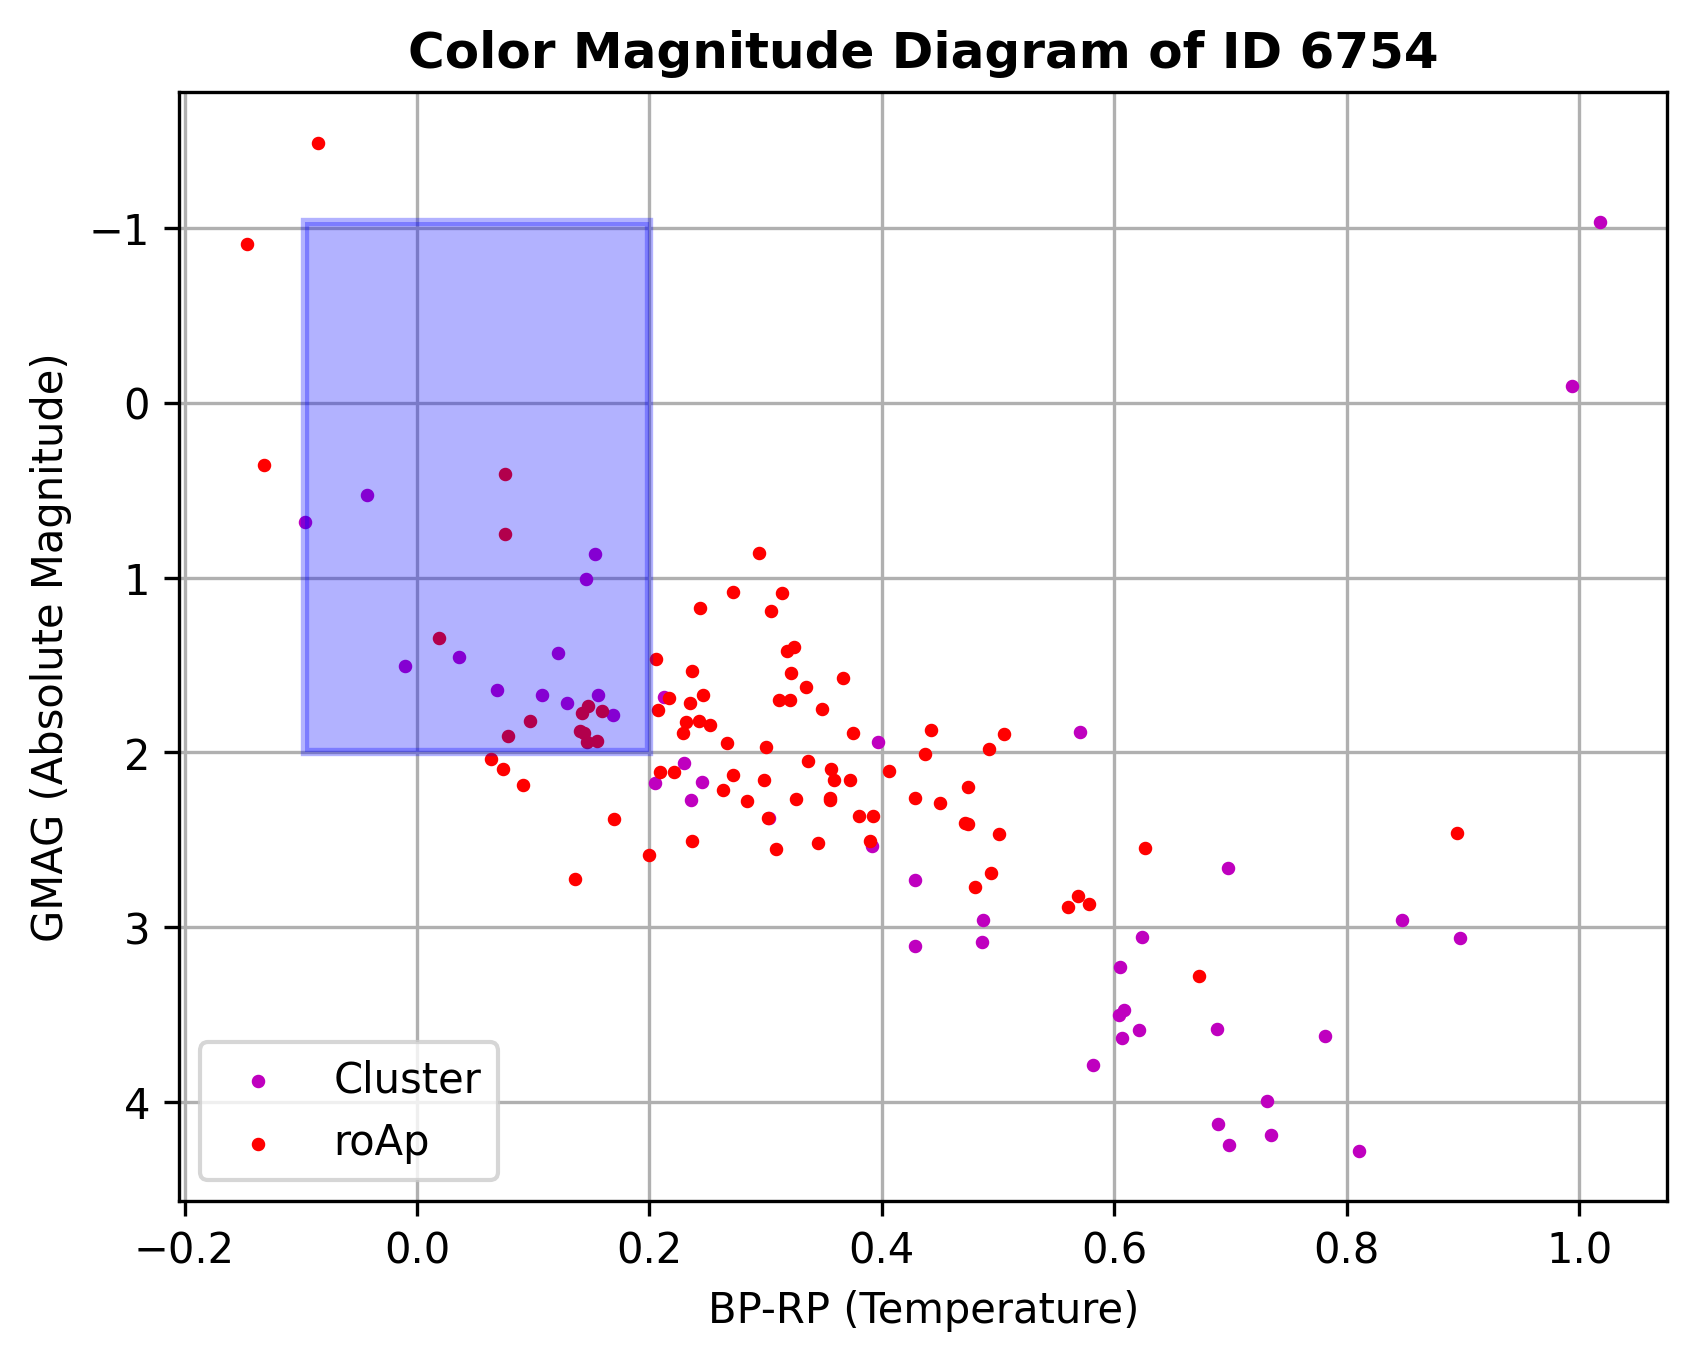 Color Magnitude Diagram of ID 6754
GMAG (Absolute Magnitude)
−1
0
1
2
3
4
Cluster
roAp
−0.2 0.0 0.2 0.4 0.6 0.8 1.0
BP-RP (Temperature)